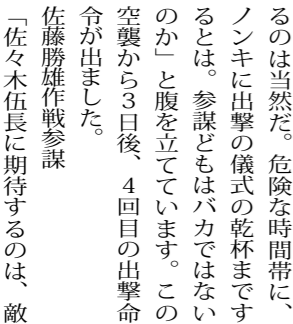 るのは当然だ。危険な時間帯に、
ノンキに出撃の儀式の乾杯まです
るとは。参謀どもはバカではない
のか」と腹を立てています。この
空襲から3日後、4回目の出撃命
令が出ました。
佐藤勝雄作戦参謀
「佐々木伍長に期待するのは、敵